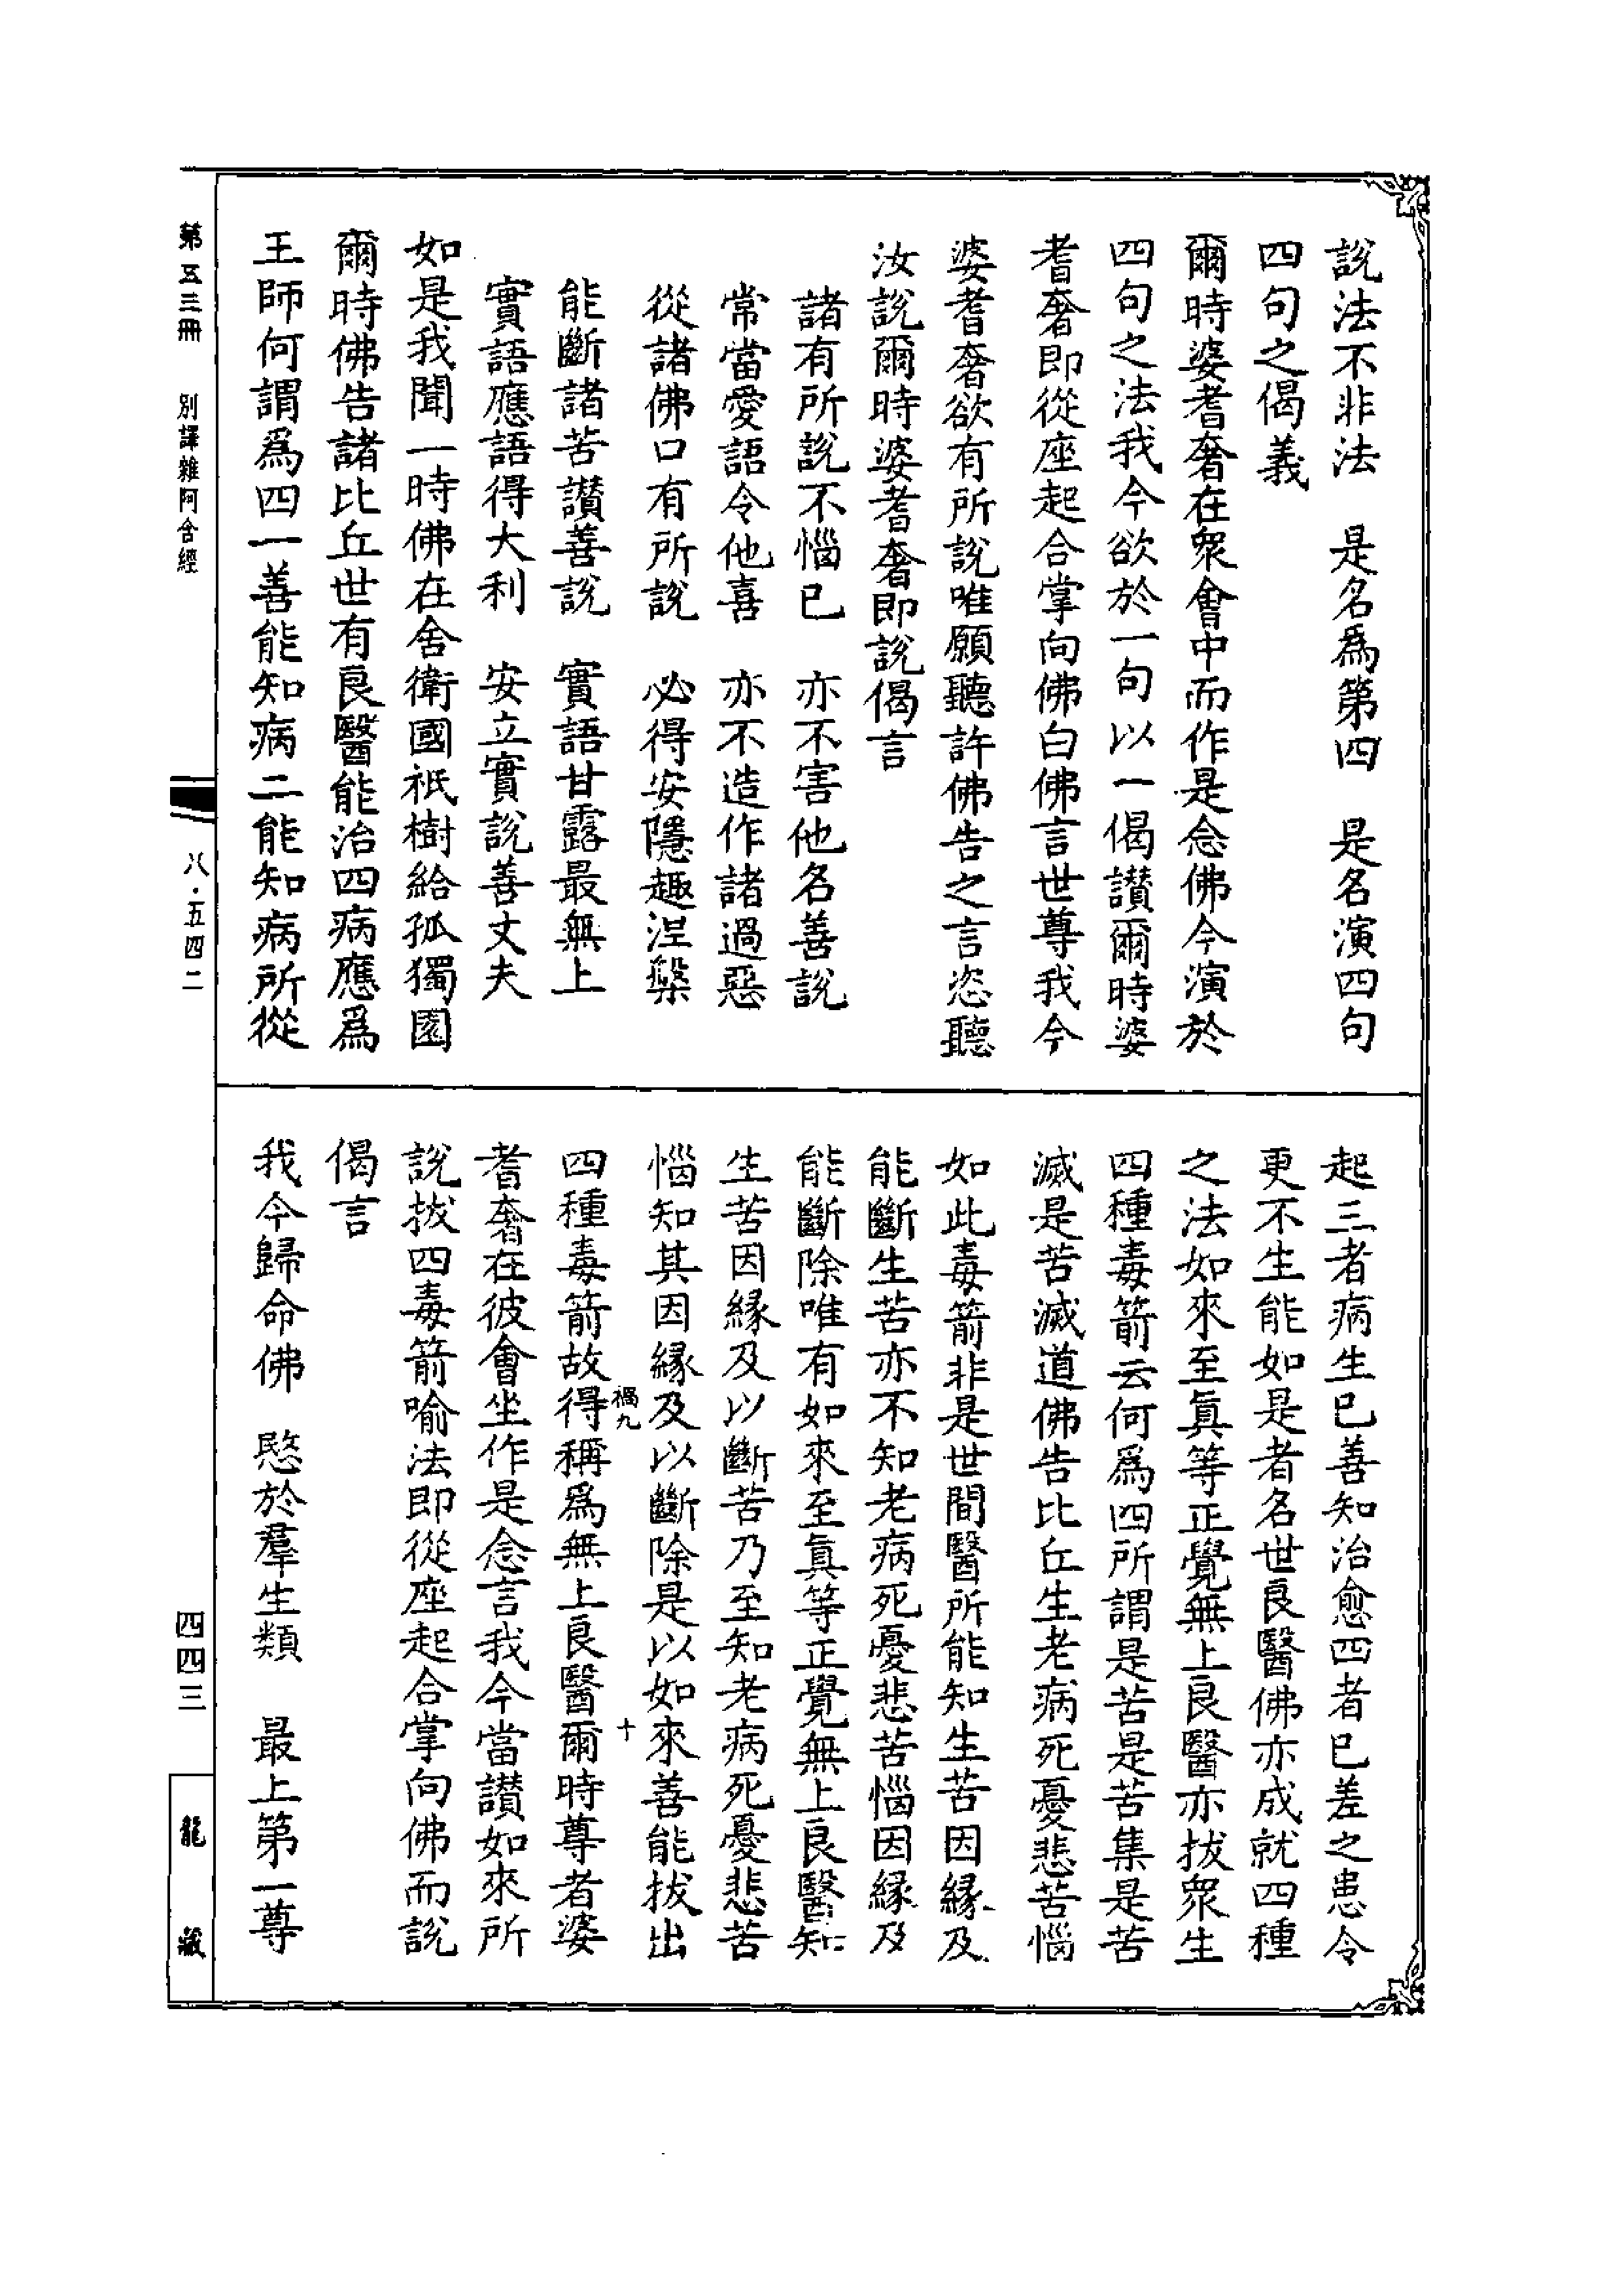 說法不非法　是名爲第四　是名演四句
四句之偈義
爾時婆耆奢在衆會中而作是念佛今演於
四句之法我今欲於一句以一偈讃爾時婆
耆奢即從座起合掌向佛白佛言世尊我今
婆耆奢欲有所說唯願聽許佛告之言恣聽
汝說爾時婆耆奢即說偈言
諸有所說不惱已　亦不害他名善說
常當愛語令他喜　亦不造作諸過惡
從諸佛口有所說　必得安隱趣涅槃
能斷諸苦讃善說　實語甘露最無上
實語應語得大利　安立實說善丈夫
如是我聞一時佛在舍衛國祇樹給孤獨園
爾時佛告諸比丘世有良醫能治四病應爲
王師何謂爲四一善能知病二能知病所從
起三者病生已善知治愈四者已差之患令
更不生能如是者名世良醫佛亦成就四種
之法如來至眞等正覺無上良醫亦拔衆生
四種毒箭云何爲四所謂是苦是苦集是苦
滅是苦滅道佛告比丘生老病死憂悲苦惱
如此毒箭非是世間醫所能知生苦因緣及
能斷生苦亦不知老病死憂悲苦惱因緣及
能斷除唯有如來至眞等正覺無上良醫知
生苦因緣及以斷苦乃至知老病死憂悲苦
惱知其因緣及以斷除是以如來善能拔出
禍九　十
四種毒箭故得稱爲無上良醫爾時尊者婆
耆奢在彼會坐作是念言我今當讃如來所
說拔四毒箭喻法即從座起合掌向佛而說
偈言
我今歸命佛　愍於羣生類　最上第一尊
第五三冊　別譯雜阿含經　八·五四二　四四三　龍藏